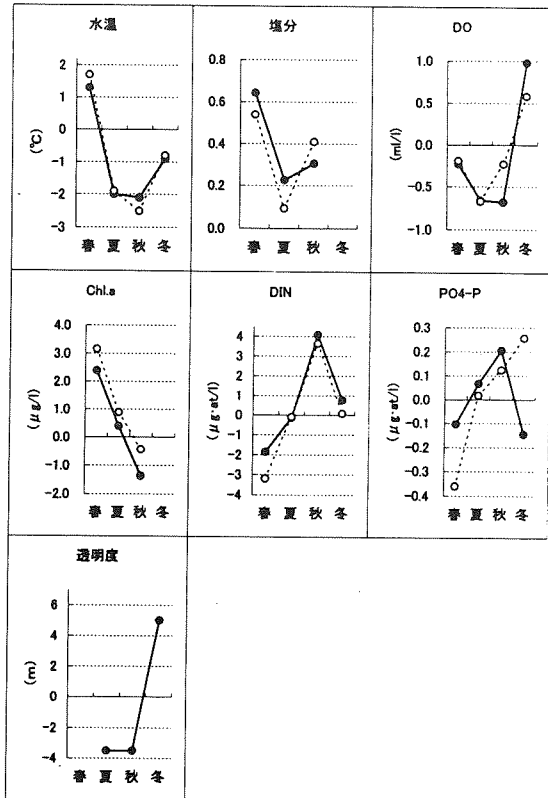 水温
2
1
0
-1
-2
-3
(℃)
春 夏 秋 冬
塩分
0.8
0.6
0.4
0.2
0.0
春 夏 秋 冬
DO
1.0
0.5
0.0
-0.5
-1.0
(ml/l)
春 夏 秋 冬
Chl.a
4.0
3.0
2.0
1.0
0.0
-1.0
-2.0
(μg/l)
春 夏 秋 冬
DIN
4
3
2
1
0
-1
-2
-3
-4
(μg·at/l)
春 夏 秋 冬
PO4-P
0.3
0.2
0.1
0.0
-0.1
-0.2
-0.3
-0.4
(μg·at/l)
春 夏 秋 冬
透明度
6
4
2
0
-2
-4
(m)
春 夏 秋 冬